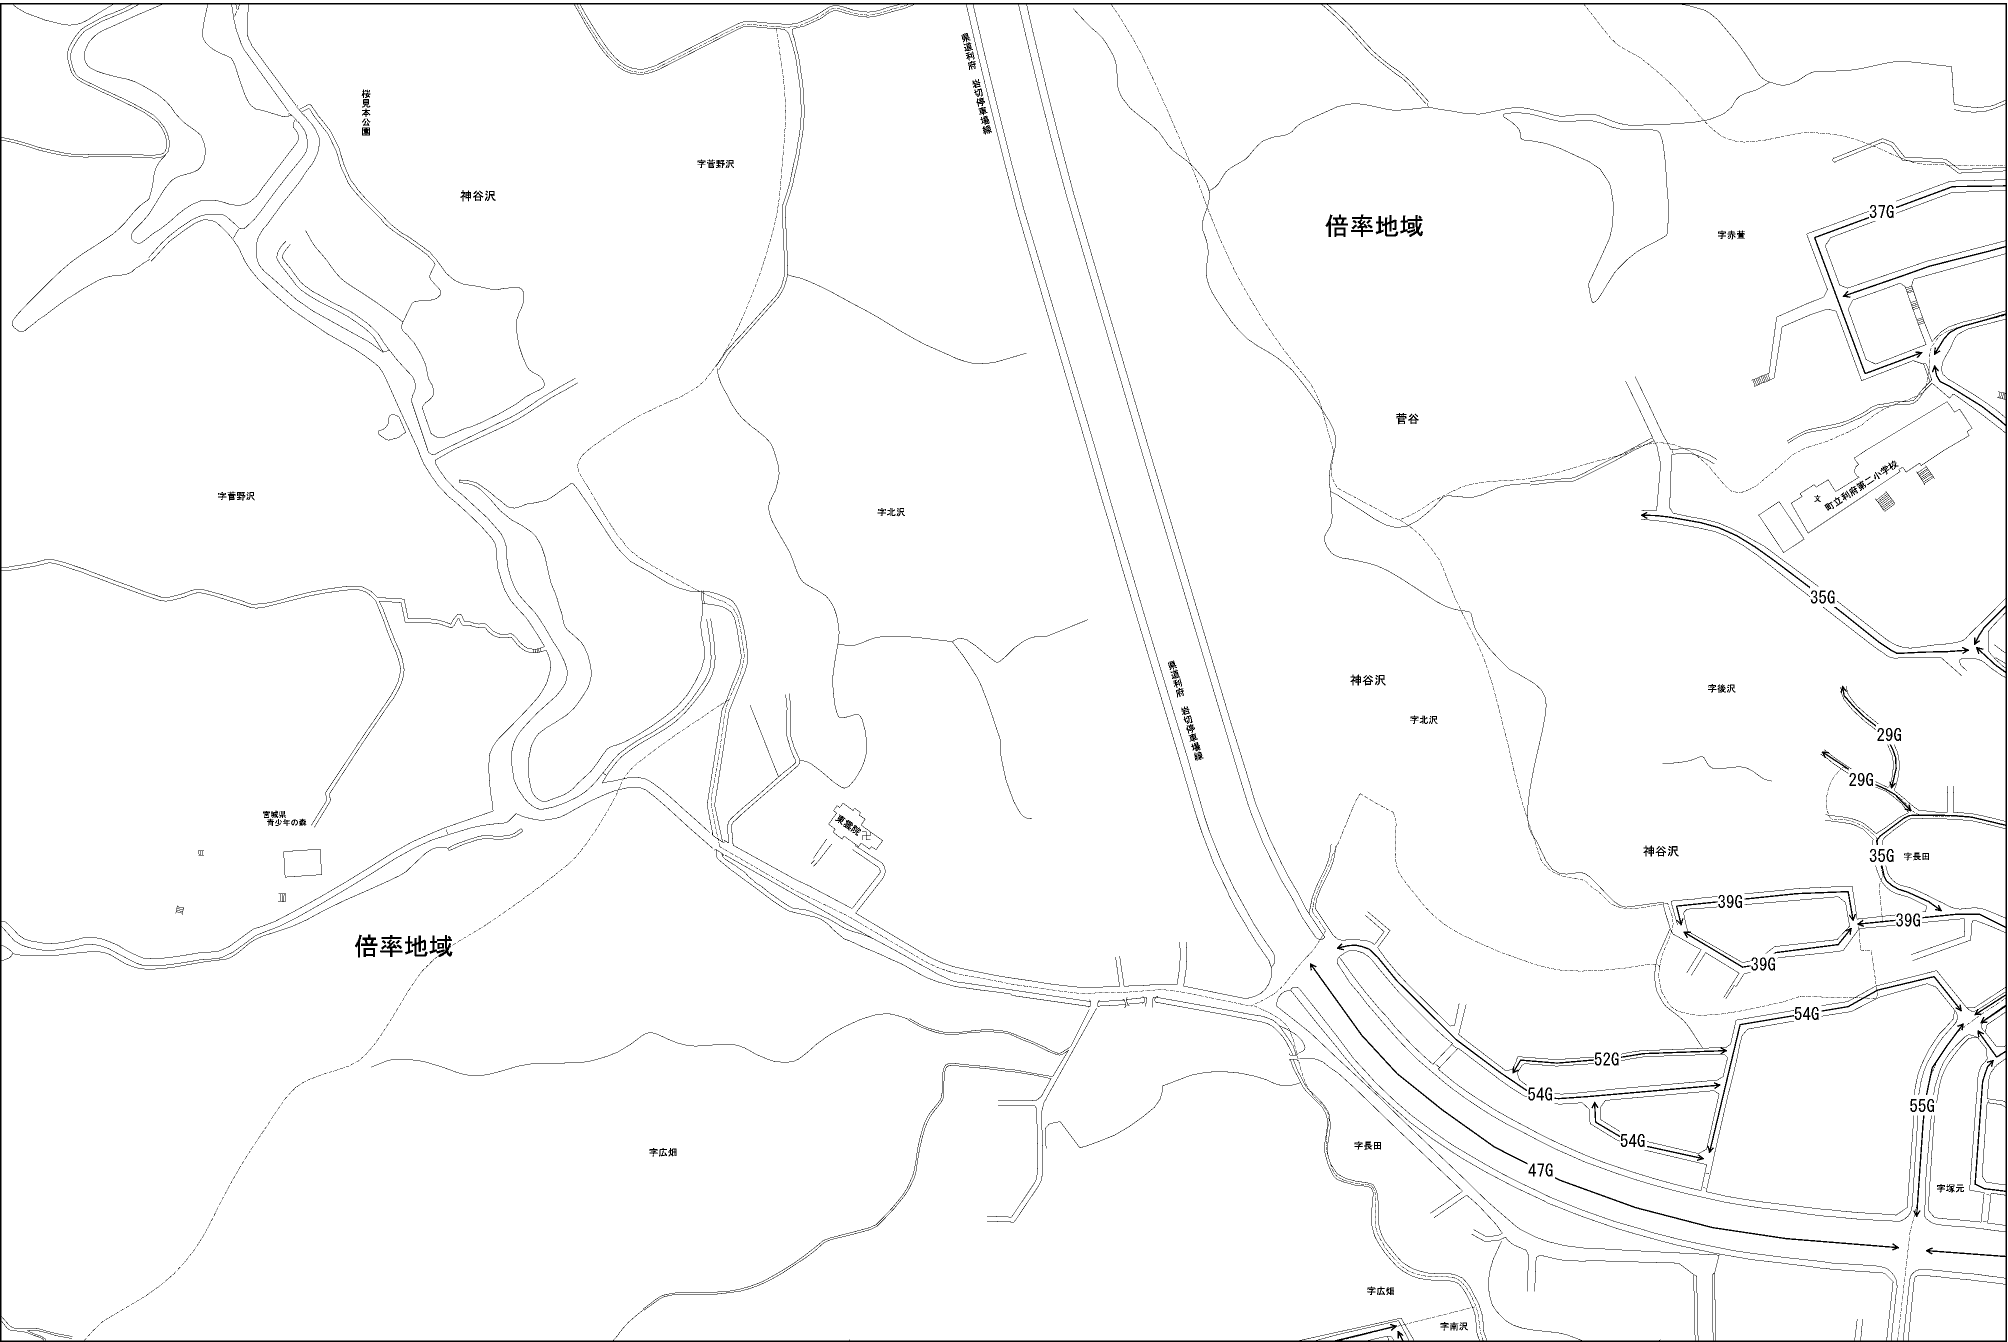 県道利府　岩切停車場線
桜見本公園
字菅野沢
神谷沢
倍率地域
37G
字赤萱
菅谷
町立利府第二小学校
文
字菅野沢
字北沢
35G
神谷沢
字北沢
県道利府　岩切停車場線
字後沢
29G
29G
宮城県
青少年の森
東雲院
卍
神谷沢
35G
字長田
39G
39G
39G
倍率地域
54G
52G
54G
55G
54G
字広畑
字長田
47G
字塚元
字広畑
字南沢